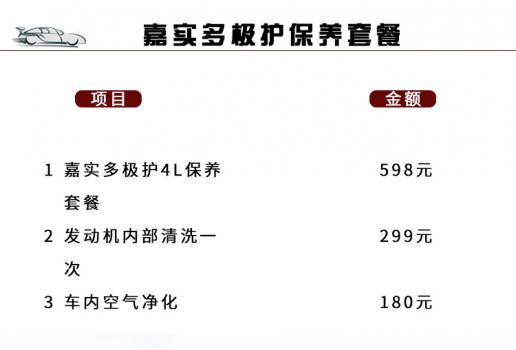 嘉实多极护保养套餐
项目 金额
1 嘉实多极护4L保养 598元
套餐
2 发动机内部清洗一 299元
次
3 车内空气净化 180元